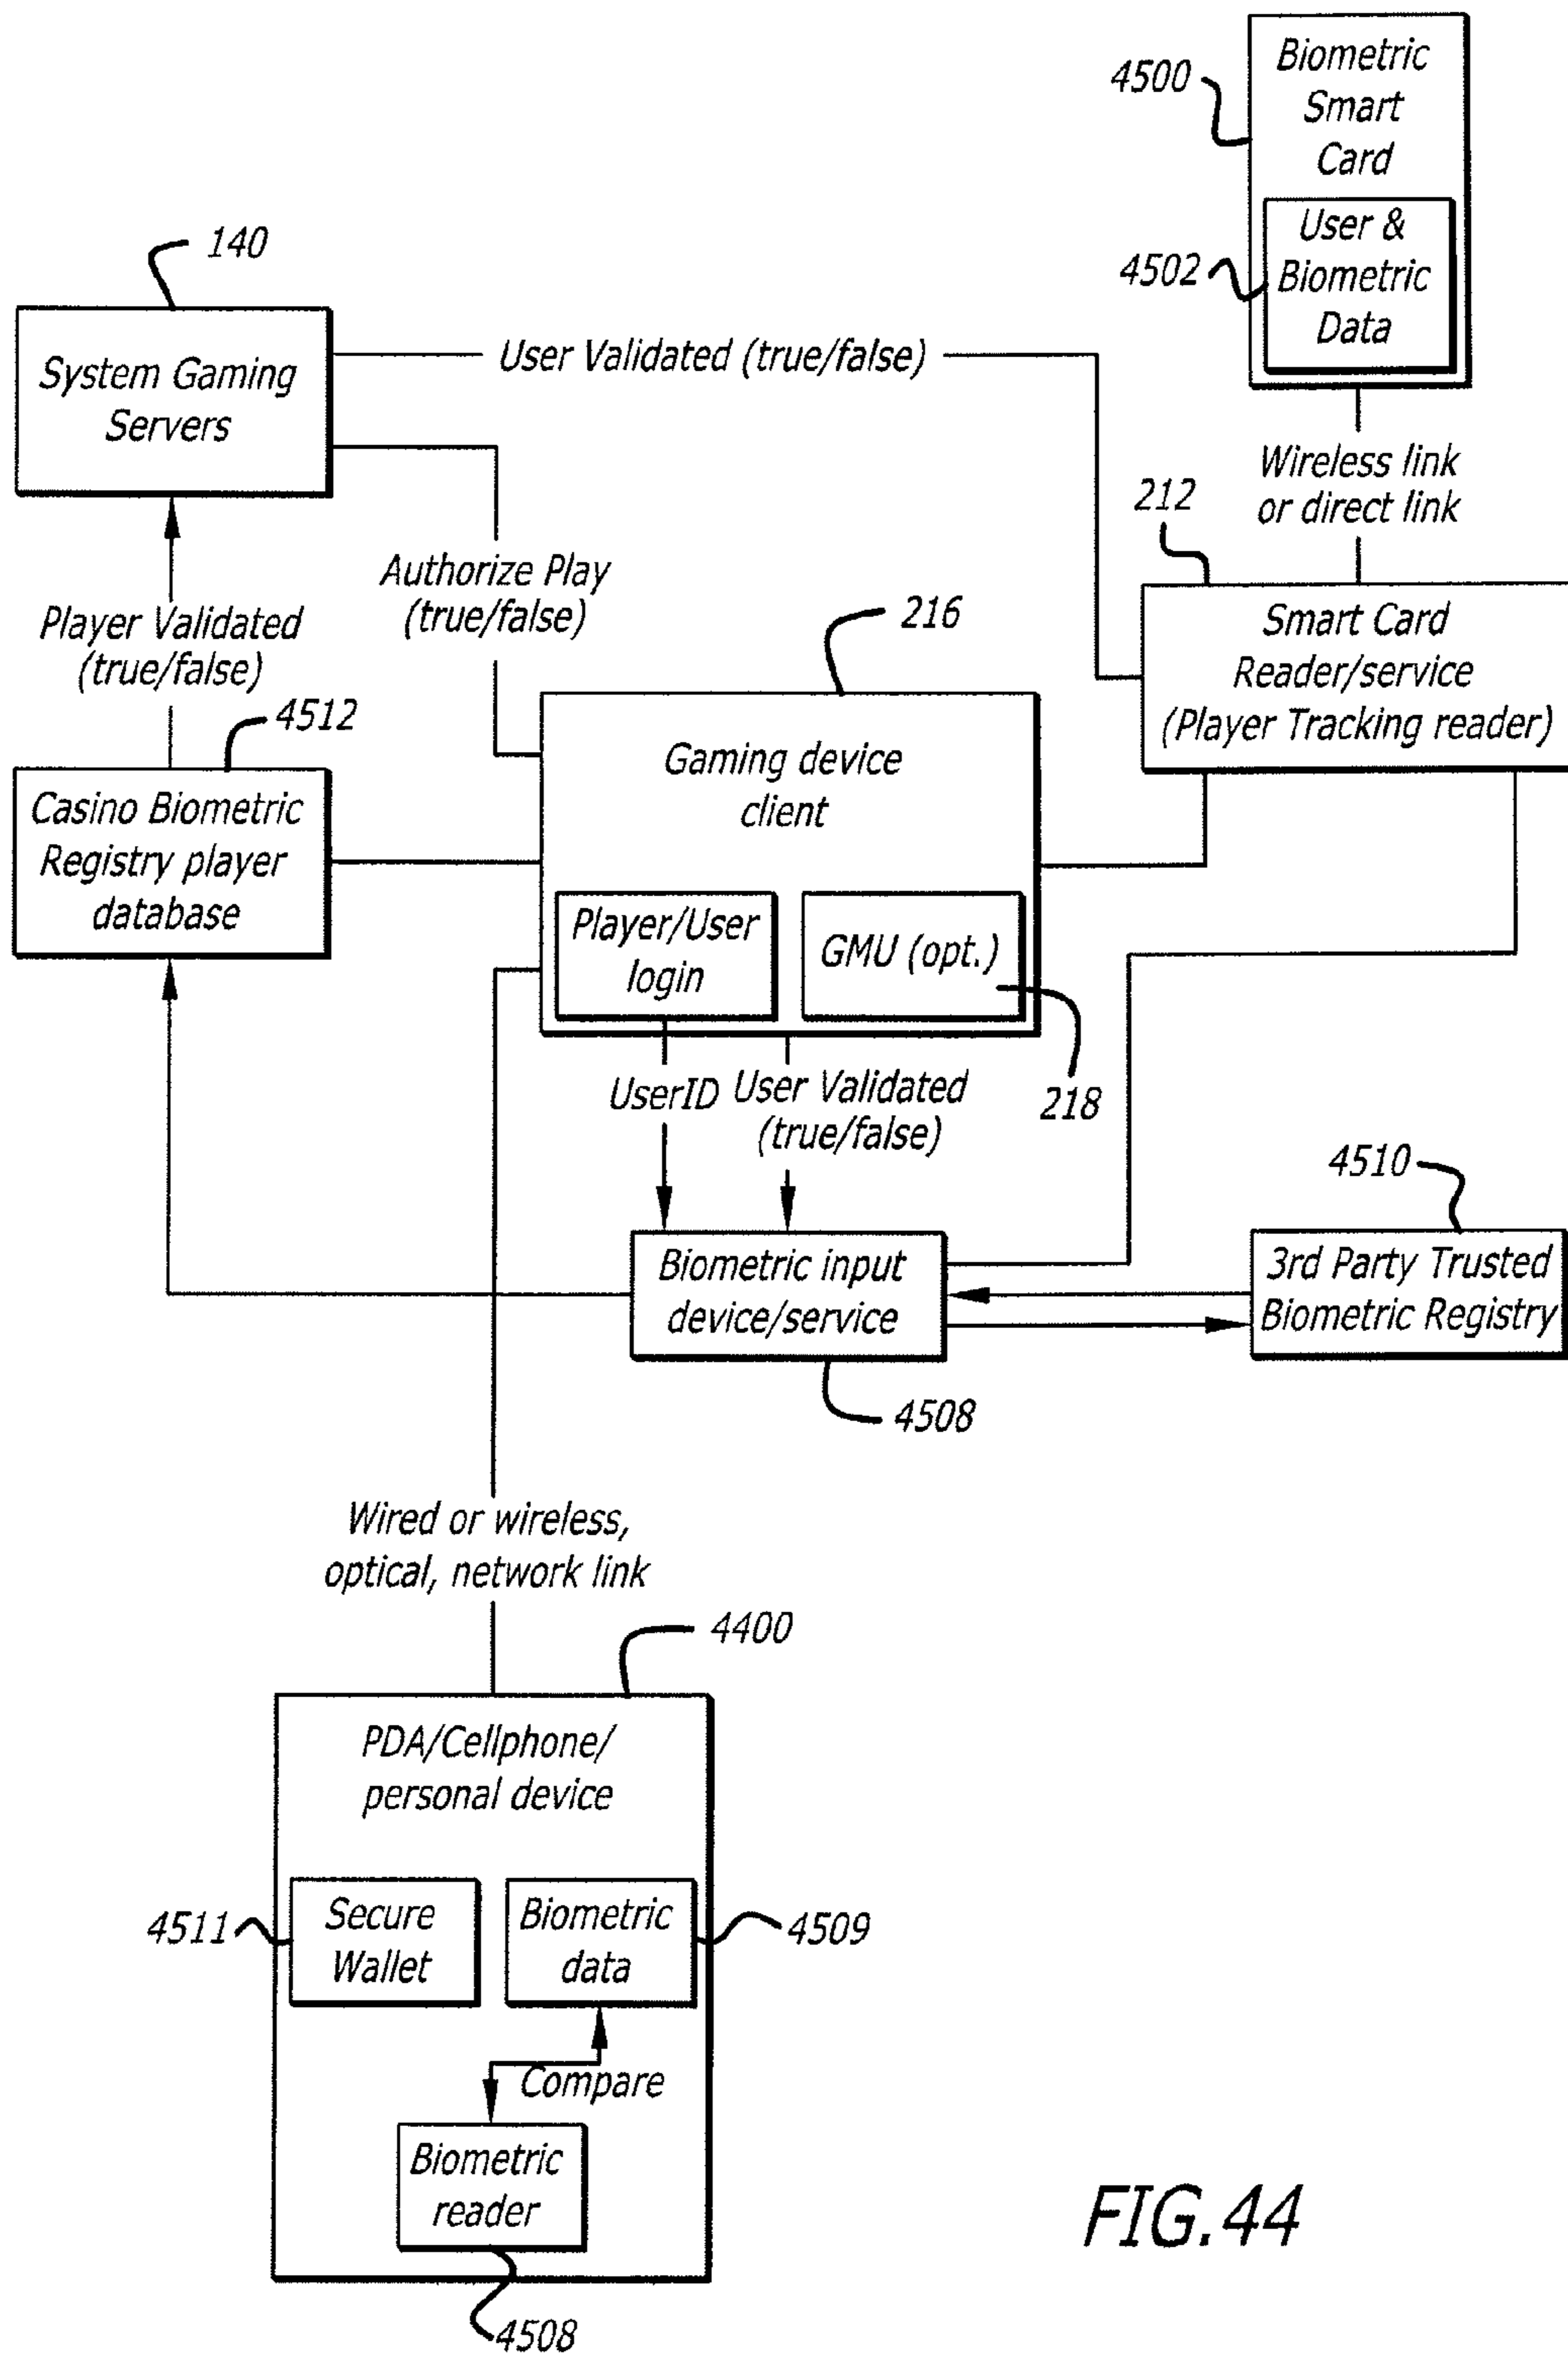 4500
Biometric
Smart
Card
4502
User &
Biometric
Data
140
System Gaming
Servers
User Validated (true/false)
Wireless link
or direct link
212
Smart Card
Reader/service
(Player Tracking reader)
Authorize Play
(true/false)
Player Validated
(true/false)
216
4512
Casino Biometric
Registry player
database
Gaming device
client
Player/User
login
GMU (opt.)
218
UserID
User Validated
(true/false)
4510
Biometric input
device/service
3rd Party Trusted
Biometric Registry
4508
Wired or wireless,
optical, network link
4400
PDA/Cellphone/
personal device
4511
Secure
Wallet
Biometric
data
4509
Compare
Biometric
reader
4508
FIG.44